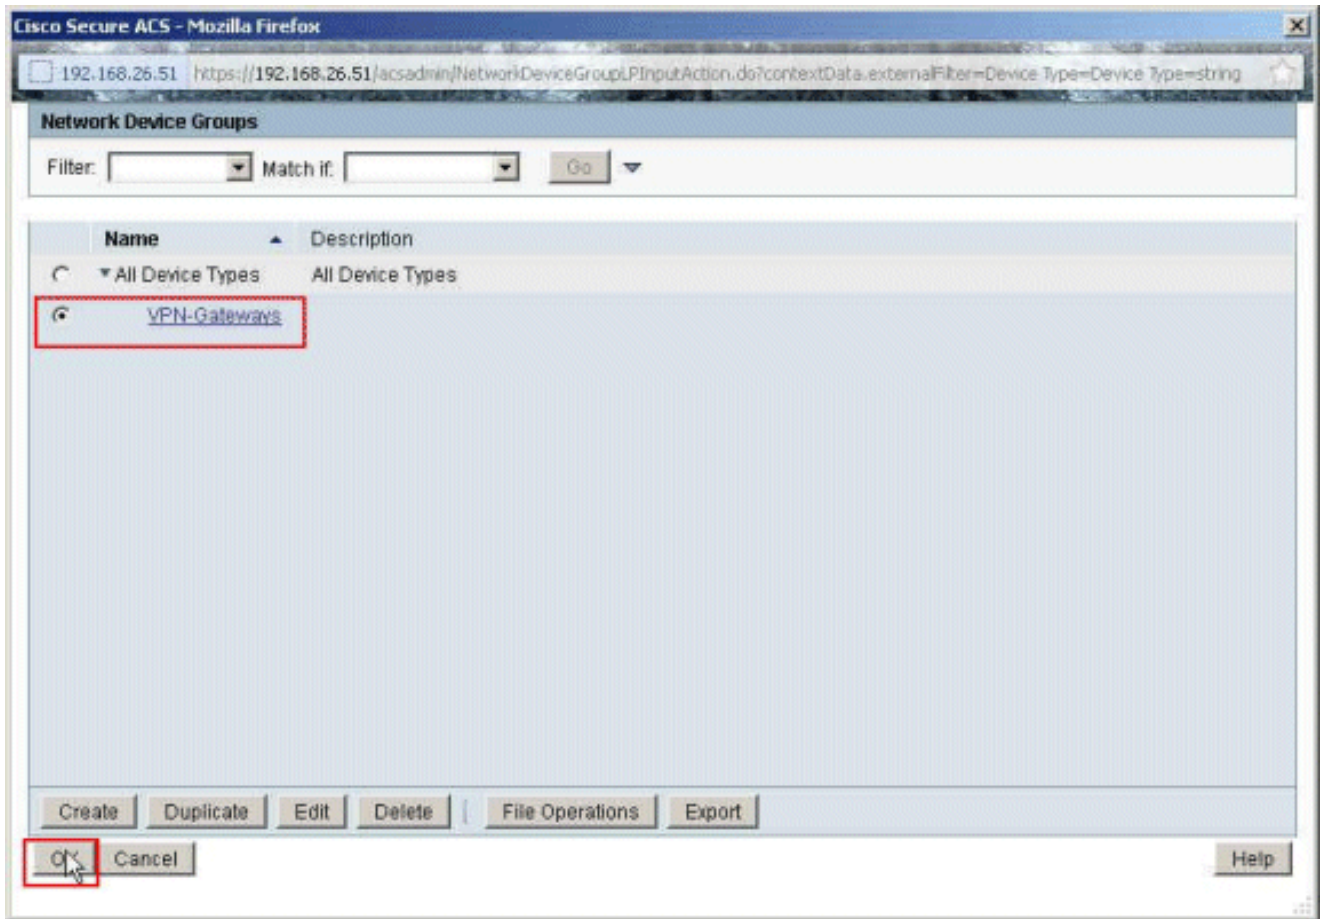 Cisco Secure ACS - Mozilla Firefox
192.168.26.51 https://192.168.26.51/acsadmin/NetworkDeviceGroupLPInputAction.do?contextData.externalFilter=Device Type=Device Type=string
Network Device Groups
Filter: Match if: Go
Name Description
All Device Types All Device Types
VPN-Gateways
Create Duplicate Edit Delete File Operations Export
OK Cancel Help